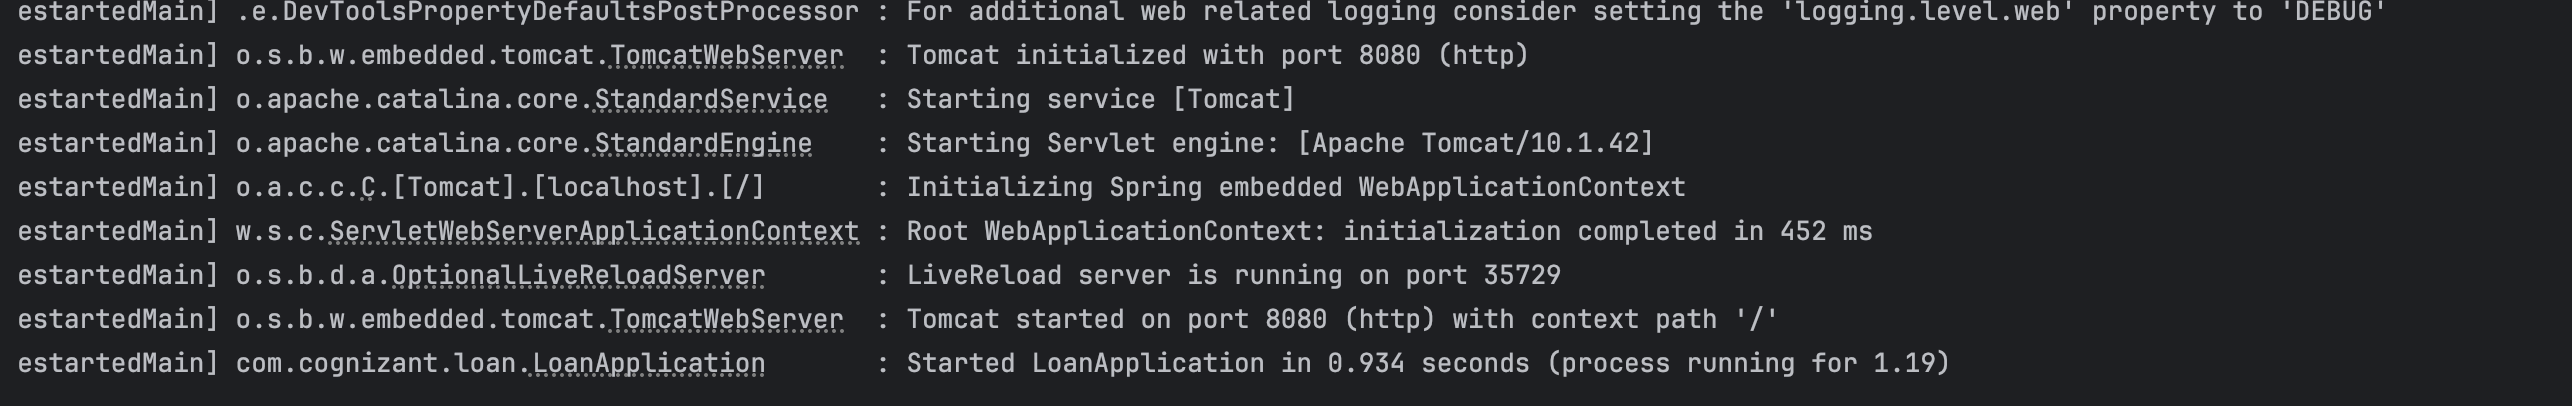 estartedMain] .e.DevToolsPropertyDefaultsPostProcessor : For additional web related logging consider setting the 'logging.level.web' property to 'DEBUG'
estartedMain] o.s.b.w.embedded.tomcat.TomcatWebServer  : Tomcat initialized with port 8080 (http)
estartedMain] o.apache.catalina.core.StandardService   : Starting service [Tomcat]
estartedMain] o.apache.catalina.core.StandardEngine    : Starting Servlet engine: [Apache Tomcat/10.1.42]
estartedMain] o.a.c.c.C.[Tomcat].[localhost].[/]       : Initializing Spring embedded WebApplicationContext
estartedMain] w.s.c.ServletWebServerApplicationContext : Root WebApplicationContext: initialization completed in 452 ms
estartedMain] o.s.b.d.a.OptionalLiveReloadServer       : LiveReload server is running on port 35729
estartedMain] o.s.b.w.embedded.tomcat.TomcatWebServer  : Tomcat started on port 8080 (http) with context path '/'
estartedMain] com.cognizant.loan.LoanApplication       : Started LoanApplication in 0.934 seconds (process running for 1.19)